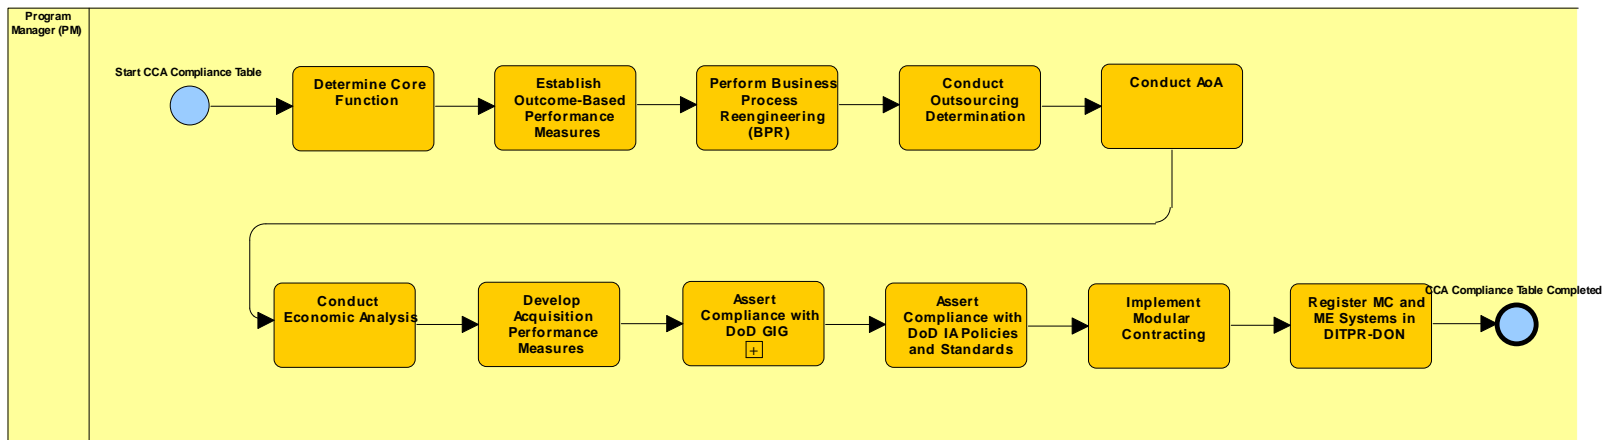 Program
Manager (PM)
Start CCA Compliance Table
Determine Core
Function
Establish
Outcome-Based
Performance
Measures
Perform Business
Process
Reengineering
(BPR)
Conduct
Outsourcing
Determination
Conduct AoA
Conduct
Economic Analysis
Develop
Acquisition
Performance
Measures
Assert
Compliance with
DoD GIG
Assert
Compliance with
DoD IA Policies
and Standards
Implement
Modular
Contracting
Register MC and
ME Systems in
DITPR-DON
CCA Compliance Table Completed